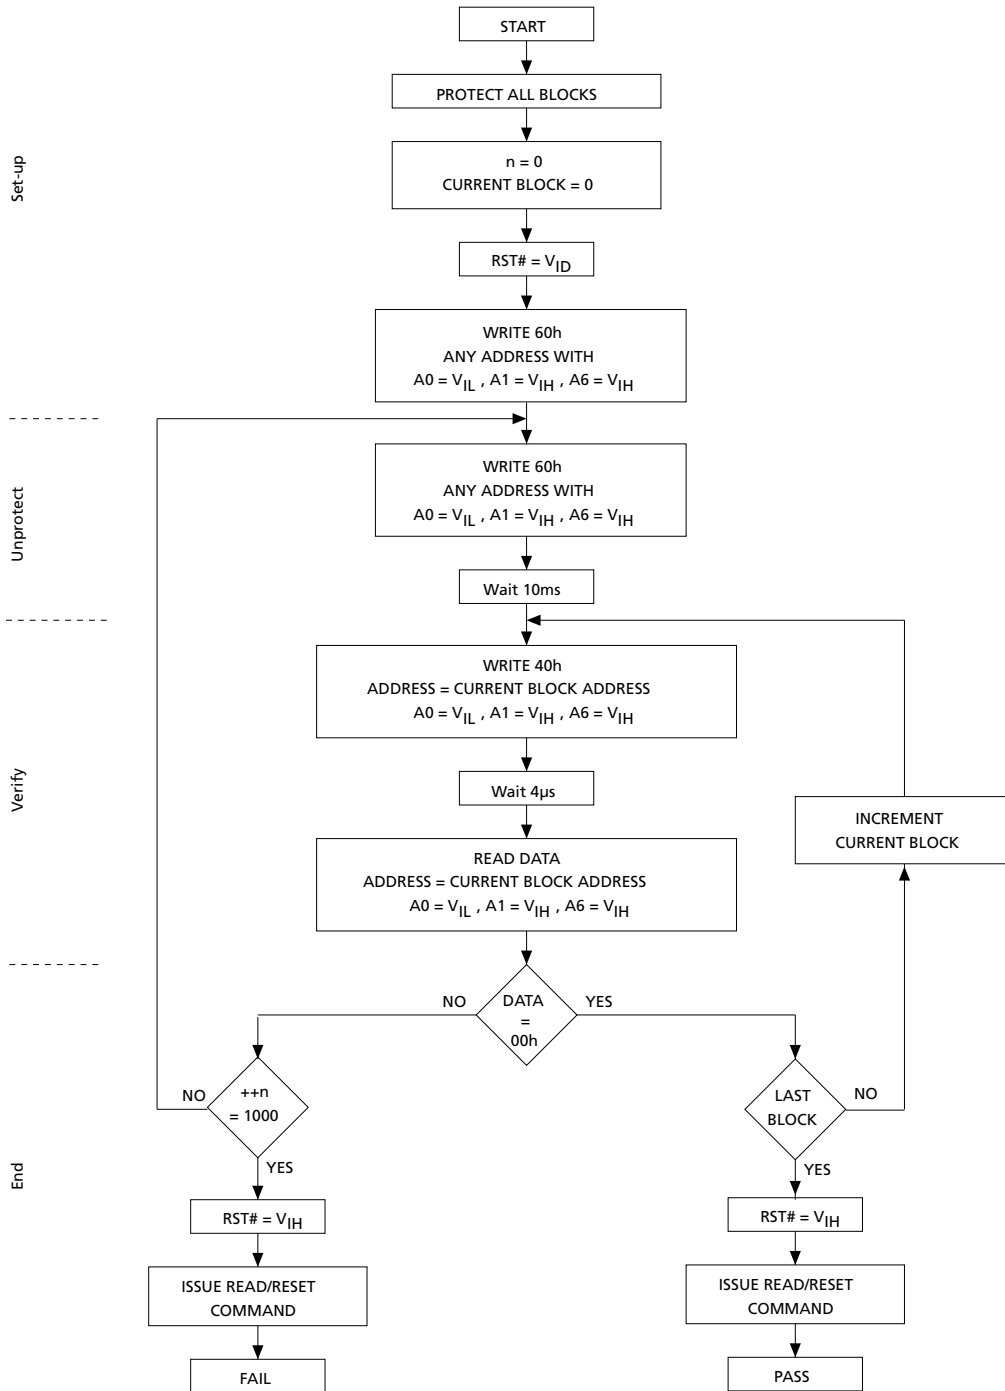 START
PROTECT ALL BLOCKS
n = 0
CURRENT BLOCK = 0
Set-up
RST# = VID
WRITE 60h
ANY ADDRESS WITH
A0 = VIL , A1 = VIH , A6 = VIH
Unprotect
WRITE 60h
ANY ADDRESS WITH
A0 = VIL , A1 = VIH , A6 = VIH
Wait 10ms
Verify
WRITE 40h
ADDRESS = CURRENT BLOCK ADDRESS
A0 = VIL , A1 = VIH , A6 = VIH
Wait 4µs
INCREMENT
CURRENT BLOCK
READ DATA
ADDRESS = CURRENT BLOCK ADDRESS
A0 = VIL , A1 = VIH , A6 = VIH
End
NO
DATA
=
00h
YES
NO
++n
= 1000
YES
LAST
BLOCK
NO
YES
RST# = VIH
RST# = VIH
ISSUE READ/RESET
COMMAND
ISSUE READ/RESET
COMMAND
FAIL
PASS